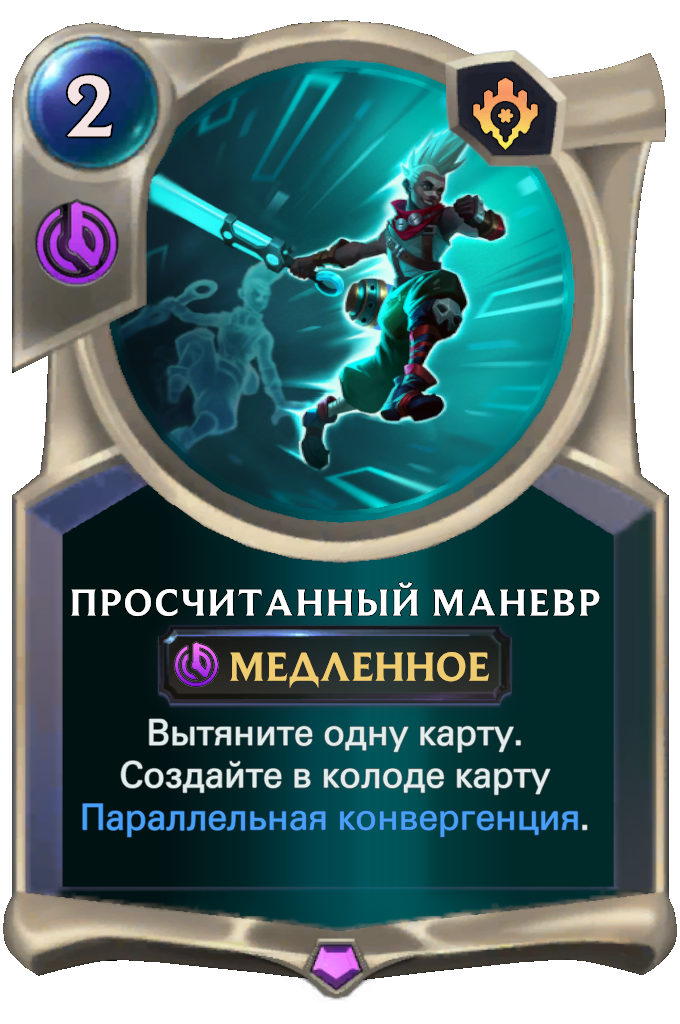 2
ПРОСЧИТАННЫЙ МАНЕВР
МЕДЛЕННОЕ
Вытяните одну карту.
Создайте в колоде карту
Параллельная конвергенция.